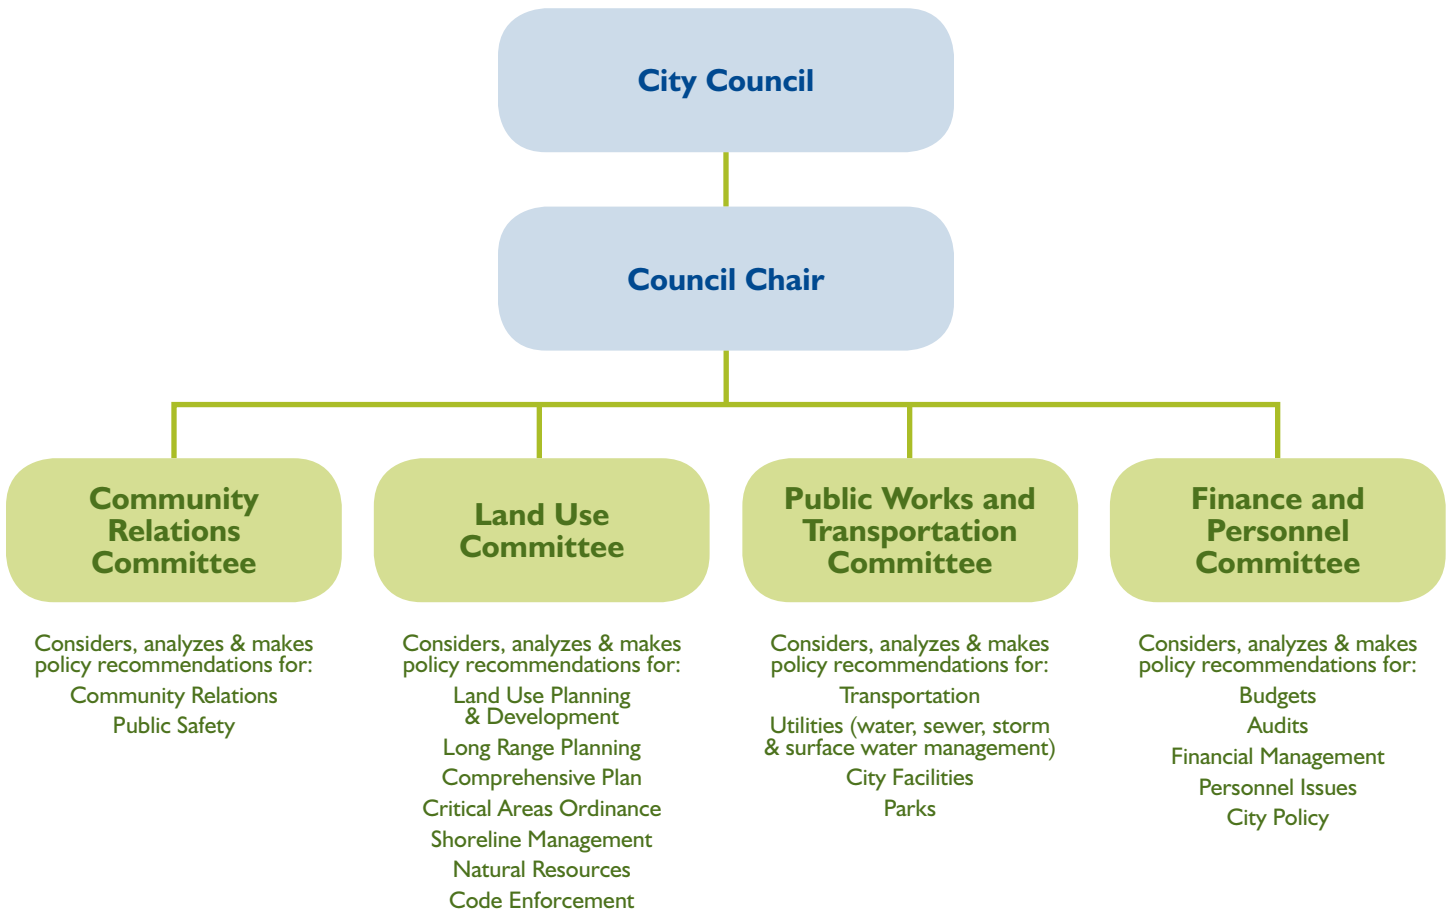 City Council
Council Chair
Community
Relations
Committee
Considers, analyzes & makes
policy recommendations for:
Community Relations
Public Safety
Land Use
Committee
Considers, analyzes & makes
policy recommendations for:
Land Use Planning
& Development
Long Range Planning
Comprehensive Plan
Critical Areas Ordinance
Shoreline Management
Natural Resources
Code Enforcement
Public Works and
Transportation
Committee
Considers, analyzes & makes
policy recommendations for:
Transportation
Utilities (water, sewer, storm
& surface water management)
City Facilities
Parks
Finance and
Personnel
Committee
Considers, analyzes & makes
policy recommendations for:
Budgets
Audits
Financial Management
Personnel Issues
City Policy